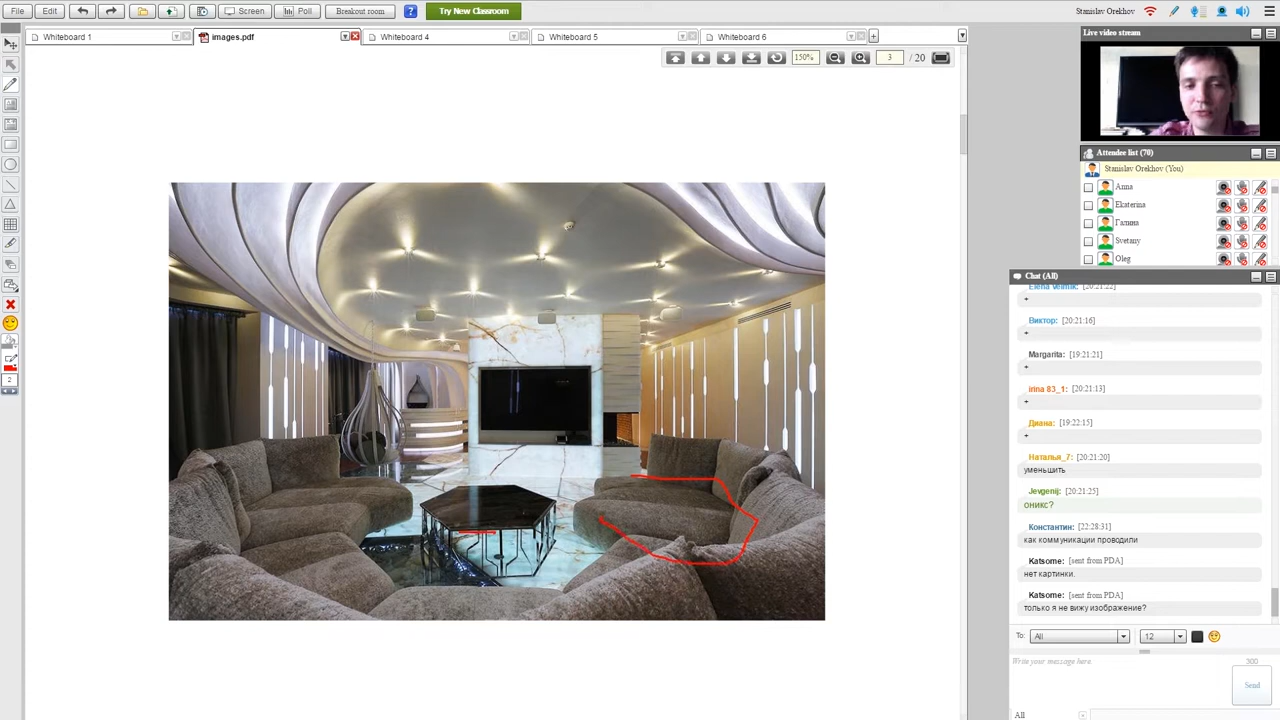 File
Edit
Screen
Poll
Breakout room
?
Try New Classroom
Stanislav Orekhov
Whiteboard 1
images.pdf
Whiteboard 4
Whiteboard 5
Whiteboard 6
150%
3
/ 20
Live video stream
Attendee list (70)
Stanislav Orekhov (You)
Anna
Ekaterina
Галина
Svetany
Oleg
Chat (All)
[20:21:22]
+
Виктор: [20:21:16]
+
Margarita: [19:21:21]
+
irina 83_1: [20:21:13]
+
Диана: [19:22:15]
+
Наталья_7: [20:21:20]
уменьшить
Jevgenij: [20:21:25]
оникс?
Константин: [22:28:31]
как коммуникации проводили
Katsome: [sent from PDA]
нет картинки.
Katsome: [sent from PDA]
только я не вижу изображение?
To:
All
12
Write your message here.
300
Send
All
2